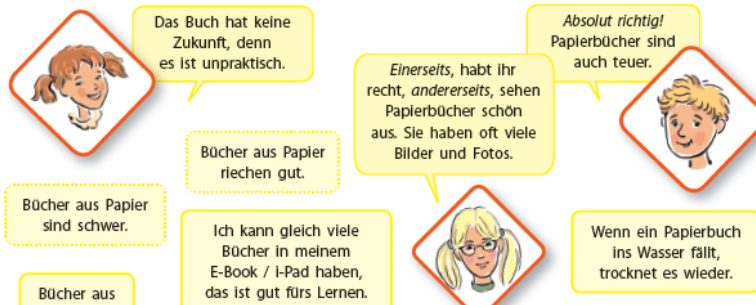 Das Buch hat keine
Zukunft, denn
es ist unpraktisch.
Absolut richtig!
Papierbücher sind
auch teuer.
Einerseits, habt ihr
recht, andererseits, sehen
Papierbücher schön
aus. Sie haben oft viele
Bilder und Fotos.
Bücher aus Papier
riechen gut.
Bücher aus Papier
sind schwer.
Ich kann gleich viele
Bücher in meinem
E-Book / i-Pad haben,
das ist gut fürs Lernen.
Wenn ein Papierbuch
ins Wasser fällt,
trocknet es wieder.
Bücher aus